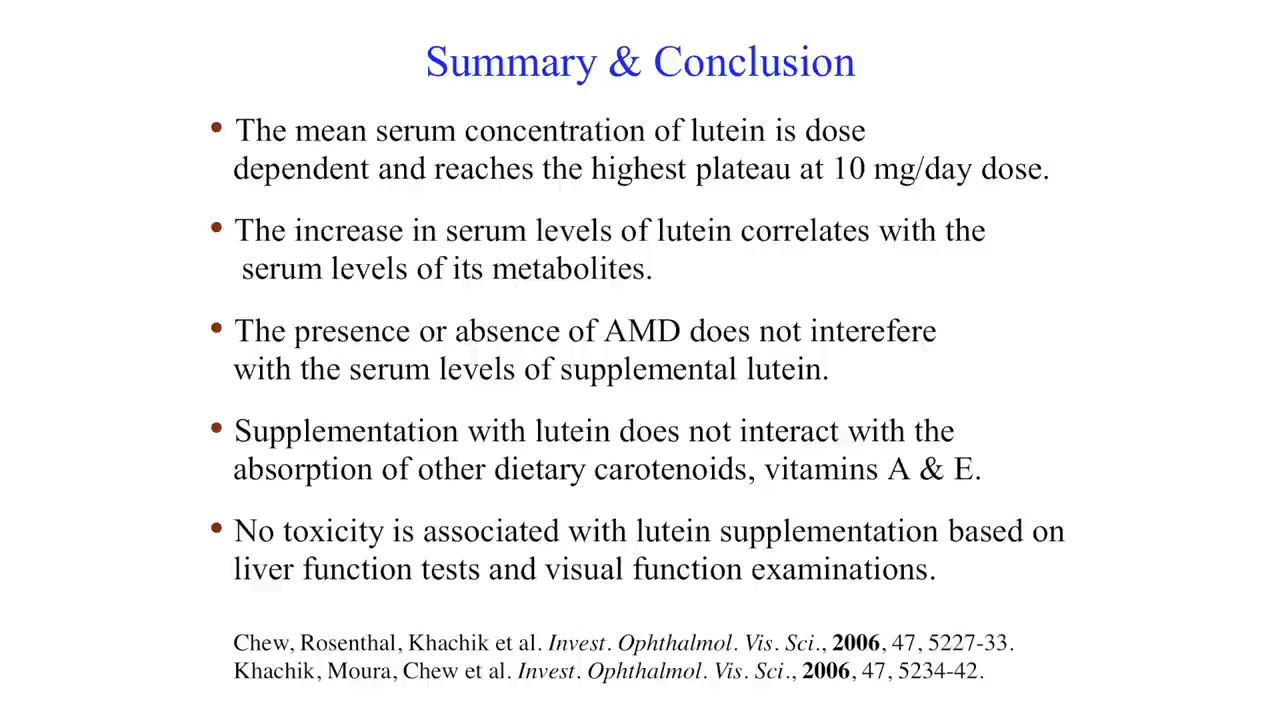 Summary & Conclusion
• The mean serum concentration of lutein is dose
dependent and reaches the highest plateau at 10 mg/day dose.
• The increase in serum levels of lutein correlates with the
serum levels of its metabolites.
• The presence or absence of AMD does not interefere
with the serum levels of supplemental lutein.
• Supplementation with lutein does not interact with the
absorption of other dietary carotenoids, vitamins A & E.
• No toxicity is associated with lutein supplementation based on
liver function tests and visual function examinations.
Chew, Rosenthal, Khachik et al. Invest. Ophthalmol. Vis. Sci., 2006, 47, 5227-33.
Khachik, Moura, Chew et al. Invest. Ophthalmol. Vis. Sci., 2006, 47, 5234-42.